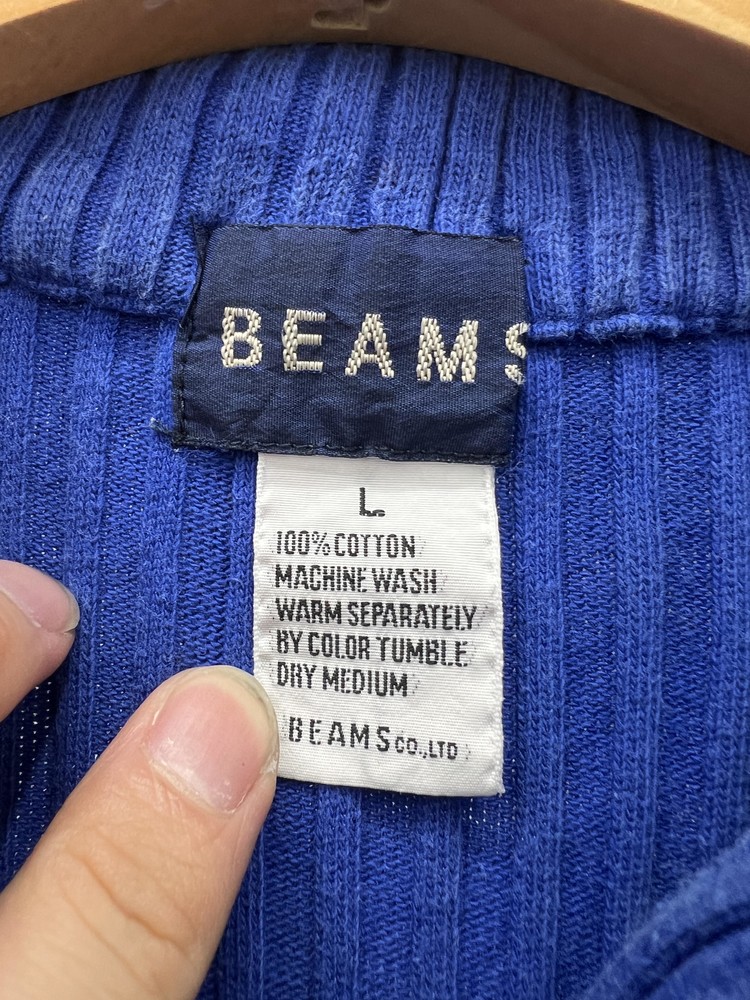 BEAMS
L
100% COTTON
MACHINE WASH
WARM SEPARATELY
BY COLOR TUMBLE
DRY MEDIUM
BEAMS CO.,LTD